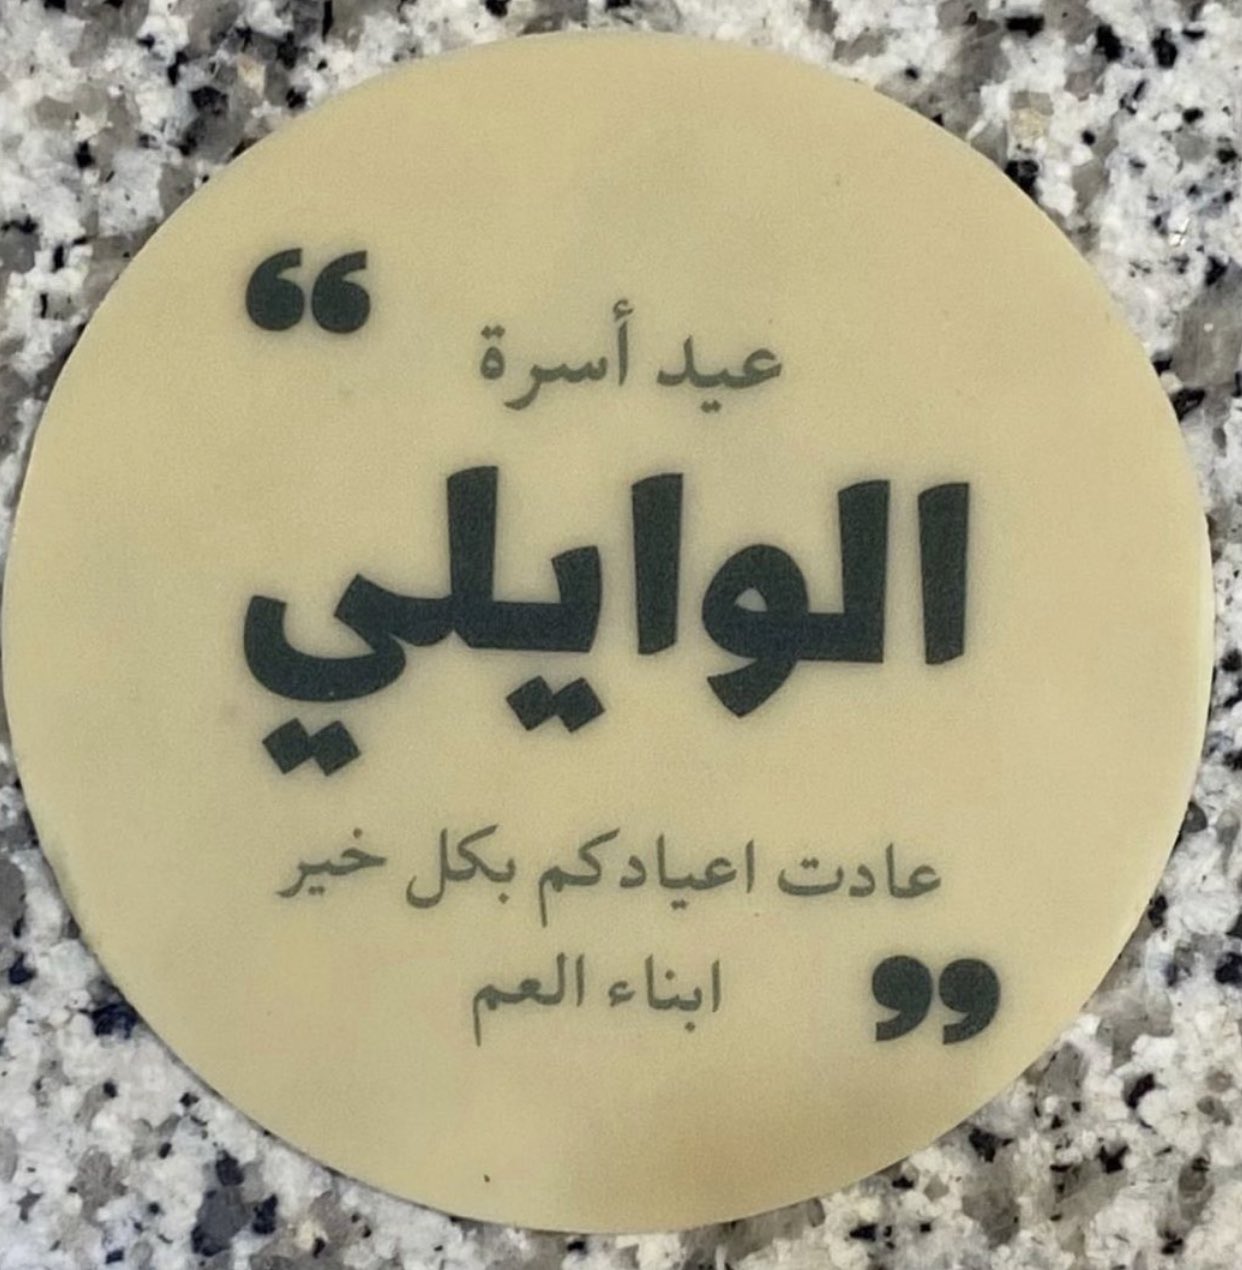 “
عيد أسرة
الوايلي
عادت اعيادكم بكل خير
ابناء العم
”